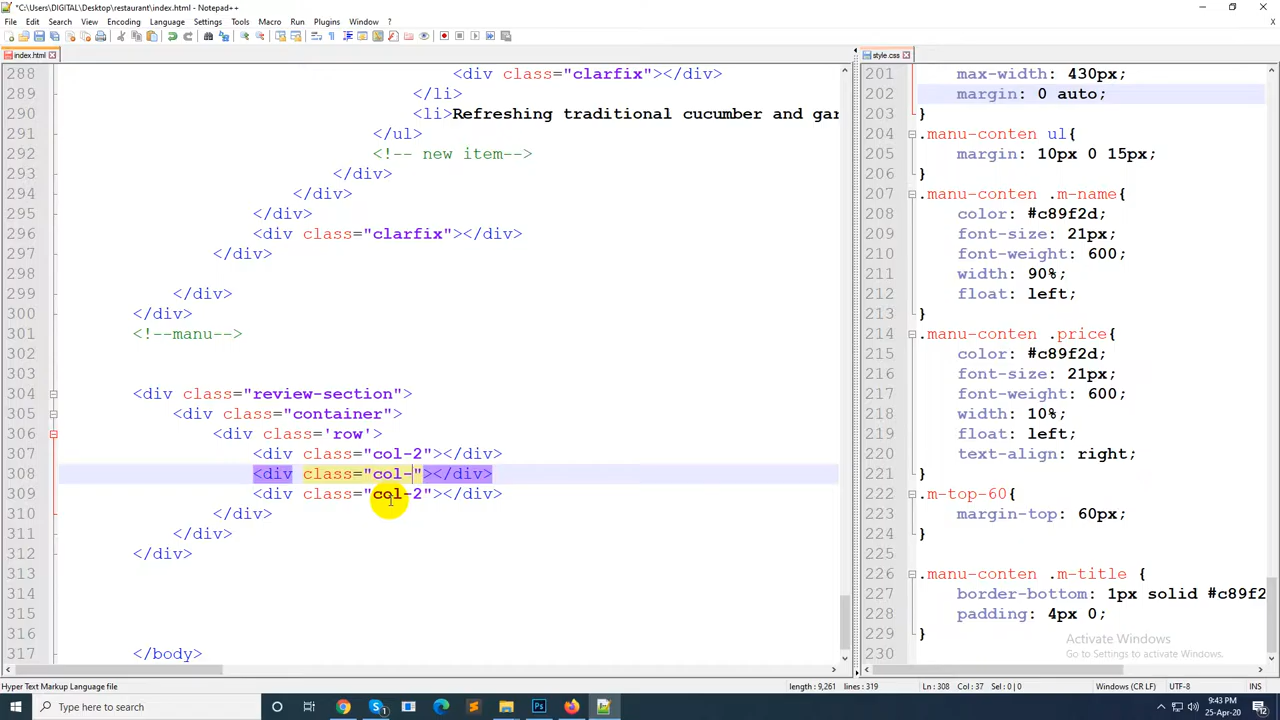 *C:\Users\DIGITAL\Desktop\restaurant\index.html - Notepad++
File Edit Search View Encoding Language Settings Tools Macro Run Plugins Window ?
index.html
style.css
288 <div class="clarfix"></div>
289 </li>
290 <li>Refreshing traditional cucumber and gar
291 </ul>
292 <!-- new item-->
293 </div>
294 </div>
295 </div>
296 <div class="clarfix"></div>
297 </div>
298
299 </div>
300 </div>
301 <!--manu-->
302
303
304 <div class="review-section">
305 <div class="container">
306 <div class='row'>
307 <div class="col-2"></div>
308 <div class="col-"></div>
309 <div class="col-2"></div>
310 </div>
311 </div>
312 </div>
313
314
315
316
317 </body>
201 max-width: 430px;
202 margin: 0 auto;
203 }
204 .manu-conten ul{
205 margin: 10px 0 15px;
206 }
207 .manu-conten .m-name{
208 color: #c89f2d;
209 font-size: 21px;
210 font-weight: 600;
211 width: 90%;
212 float: left;
213 }
214 .manu-conten .price{
215 color: #c89f2d;
216 font-size: 21px;
217 font-weight: 600;
218 width: 10%;
219 float: left;
220 text-align: right;
221 }
222 .m-top-60{
223 margin-top: 60px;
224 }
225
226 .manu-conten .m-title {
227 border-bottom: 1px solid #c89f2
228 padding: 4px 0;
229 }
230
Activate Windows
Go to Settings to activate Windows.
Hyper Text Markup Language file
length : 9,261 lines : 319
Ln : 308 Col : 37 Sel : 0 | 0
Windows (CR LF)
UTF-8
INS
Type here to search
9:43 PM
25-Apr-20